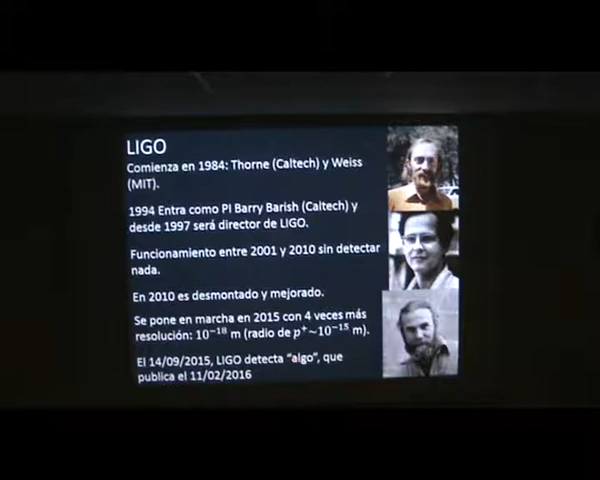 LIGO
Comienza en 1984: Thorne (Caltech) y Weiss
(MIT).
1994 Entra como PI Barry Barish (Caltech) y
desde 1997 será director de LIGO.
Funcionamiento entre 2001 y 2010 sin detectar
nada.
En 2010 es desmontado y mejorado.
Se pone en marcha en 2015 con 4 veces más
resolución: 10⁻¹⁸ m (radio de p⁺~10⁻¹⁵ m).
El 14/09/2015, LIGO detecta “algo”, que
publica el 11/02/2016